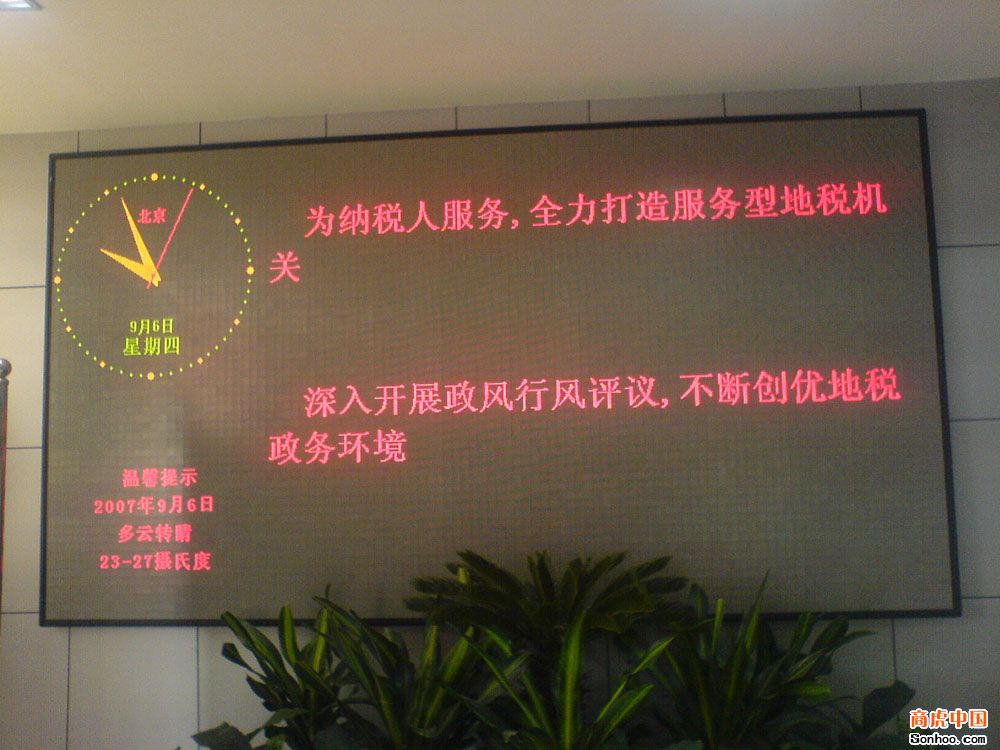 北京
9月6日
星期四
为纳税人服务,全力打造服务型地税机
关
深入开展政风行风评议,不断创优地税
政务环境
温馨提示
2007年9月6日
多云转晴
23-27摄氏度
商虎中国
Sonhoo.com